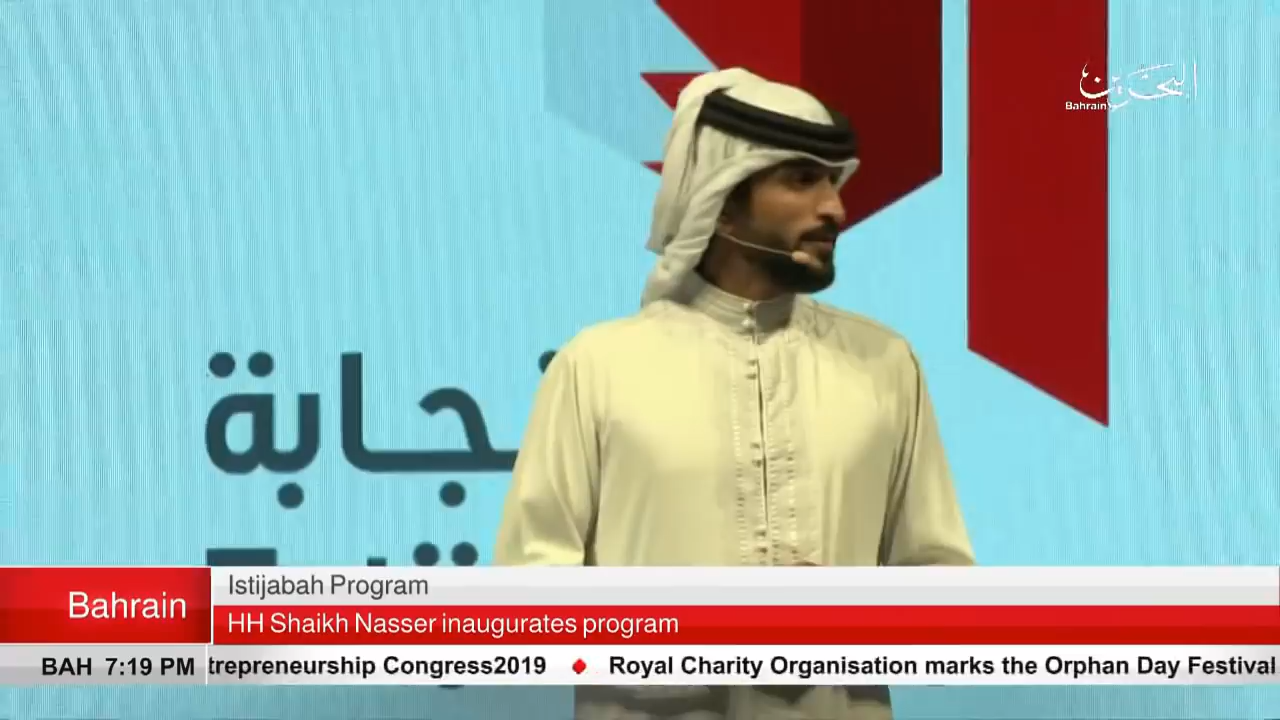 البحرين
Bahrain
Bahrain
Istijabah Program
HH Shaikh Nasser inaugurates program
BAH 7:19 PM
trepreneurship Congress2019 ♦ Royal Charity Organisation marks the Orphan Day Festival